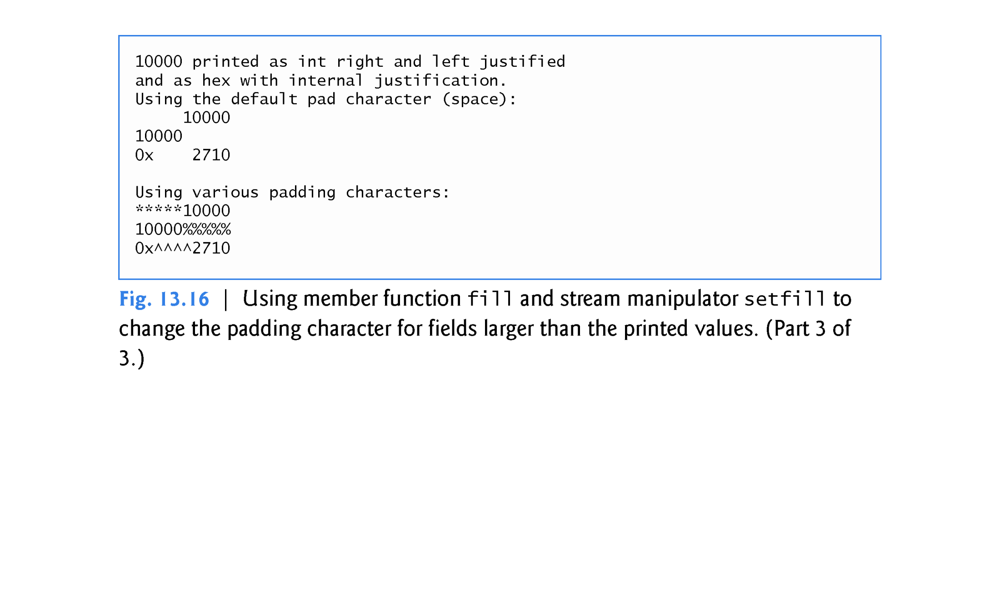 10000 printed as int right and left justified
and as hex with internal justification.
Using the default pad character (space):
     10000
10000
0x    2710

Using various padding characters:
*****10000
10000%%%%%
0x^^^^2710
Fig. 13.16 | Using member function fill and stream manipulator setfill to
change the padding character for fields larger than the printed values. (Part 3 of
3.)